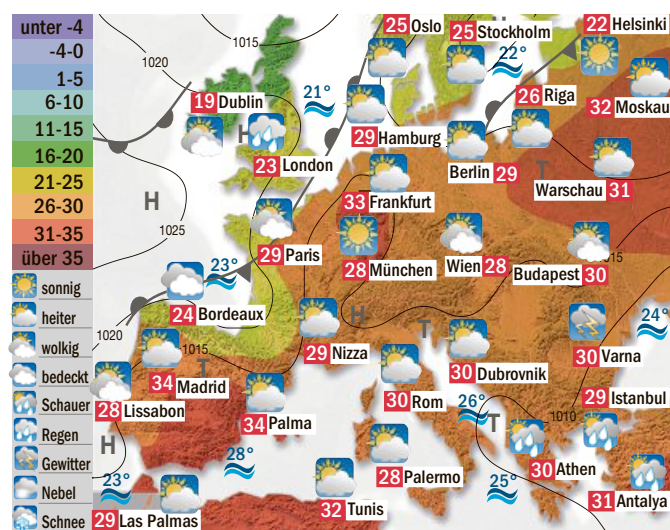 unter -4
-4-0
1-5
6-10
11-15
16-20
21-25
26-30
31-35
über 35
sonnig
heiter
wolkig
bedeckt
Schauer
Regen
Gewitter
Nebel
Schnee
1015
1020
25 Oslo
25 Stockholm
22 Helsinki
22°
21°
19 Dublin
26 Riga
32 Moskau
H
H
H
29 Hamburg
23 London
Berlin 29
T
Warschau 31
33 Frankfurt
H
1025
29 Paris
28 München
Wien 28
Budapest 30
1015
23°
24 Bordeaux
H
T
24°
1020
1015
29 Nizza
30 Varna
T
34 Madrid
30 Dubrovnik
28 Lissabon
34 Palma
30 Rom
26°
T
1010
29 Istanbul
H
28°
28 Palermo
30 Athen
23°
25°
31 Antalya
29 Las Palmas
32 Tunis